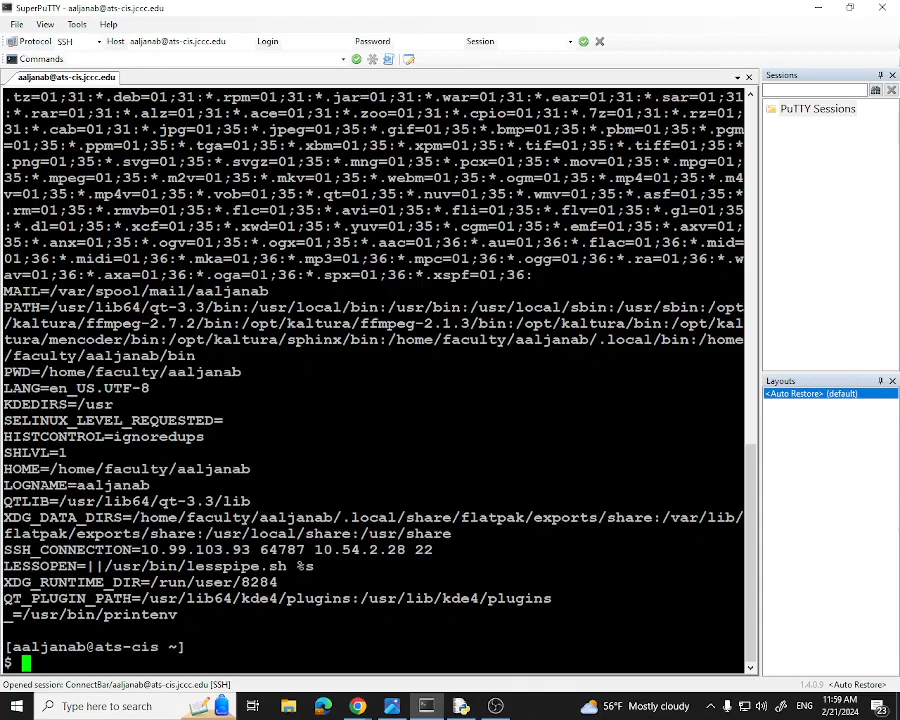 SuperPuTTY - aaljanab@ats-cis.jccc.edu
File View Tools Help
Protocol SSH Host aaljanab@ats-cis.jccc.edu Login Password Session
Commands
aaljanab@ats-cis.jccc.edu
Sessions
PuTTY Sessions
.tz=01;31:*.deb=01;31:*.rpm=01;31:*.jar=01;31:*.war=01;31:*.ear=01;31:*.sar=01;
31:*.rar=01;31:*.alz=01;31:*.ace=01;31:*.zoo=01;31:*.cpio=01;31:*.7z=01;31:*.rz=01;
31:*.cab=01;31:*.jpg=01;35:*.jpeg=01;35:*.gif=01;35:*.bmp=01;35:*.pbm=01;35:*.pgm
=01;35:*.ppm=01;35:*.tga=01;35:*.xbm=01;35:*.xpm=01;35:*.tif=01;35:*.tiff=01;35:*
.png=01;35:*.svg=01;35:*.svgz=01;35:*.mng=01;35:*.pcx=01;35:*.mov=01;35:*.mpg=01;
35:*.mpeg=01;35:*.m2v=01;35:*.mkv=01;35:*.webm=01;35:*.ogm=01;35:*.mp4=01;35:*.m4
v=01;35:*.mp4v=01;35:*.vob=01;35:*.qt=01;35:*.nuv=01;35:*.wmv=01;35:*.asf=01;35:*
.rm=01;35:*.rmvb=01;35:*.flc=01;35:*.avi=01;35:*.fli=01;35:*.flv=01;35:*.gl=01;35
:*.dl=01;35:*.xcf=01;35:*.xwd=01;35:*.yuv=01;35:*.cgm=01;35:*.emf=01;35:*.axv=01;
35:*.anx=01;35:*.ogv=01;35:*.ogx=01;35:*.aac=01;36:*.au=01;36:*.flac=01;36:*.mid=
01;36:*.midi=01;36:*.mka=01;36:*.mp3=01;36:*.mpc=01;36:*.ogg=01;36:*.ra=01;36:*.w
av=01;36:*.axa=01;36:*.oga=01;36:*.spx=01;36:*.xspf=01;36:
MAIL=/var/spool/mail/aaljanab
PATH=/usr/lib64/qt-3.3/bin:/usr/local/bin:/usr/bin:/usr/local/sbin:/usr/sbin:/opt
/kaltura/ffmpeg-2.7.2/bin:/opt/kaltura/ffmpeg-2.1.3/bin:/opt/kaltura/bin:/opt/kal
tura/mencoder/bin:/opt/kaltura/sphinx/bin:/home/faculty/aaljanab/.local/bin:/home
/faculty/aaljanab/bin
PWD=/home/faculty/aaljanab
LANG=en_US.UTF-8
KDEDIRS=/usr
SELINUX_LEVEL_REQUESTED=
HISTCONTROL=ignoredups
SHLVL=1
HOME=/home/faculty/aaljanab
LOGNAME=aaljanab
QTLIB=/usr/lib64/qt-3.3/lib
XDG_DATA_DIRS=/home/faculty/aaljanab/.local/share/flatpak/exports/share:/var/lib/
flatpak/exports/share:/usr/local/share:/usr/share
SSH_CONNECTION=10.99.103.93 64787 10.54.2.28 22
LESSOPEN=||/usr/bin/lesspipe.sh %s
XDG_RUNTIME_DIR=/run/user/8284
QT_PLUGIN_PATH=/usr/lib64/kde4/plugins:/usr/lib/kde4/plugins
_=/usr/bin/printenv
[aaljanab@ats-cis ~]
$
Layouts
<Auto Restore> [default]
Opened session: ConnectBar/aaljanab@ats-cis.jccc.edu [SSH]
1.4.0.9 <Auto Restore>
Type here to search
56°F Mostly cloudy
ENG
11:59 AM
2/21/2024
23